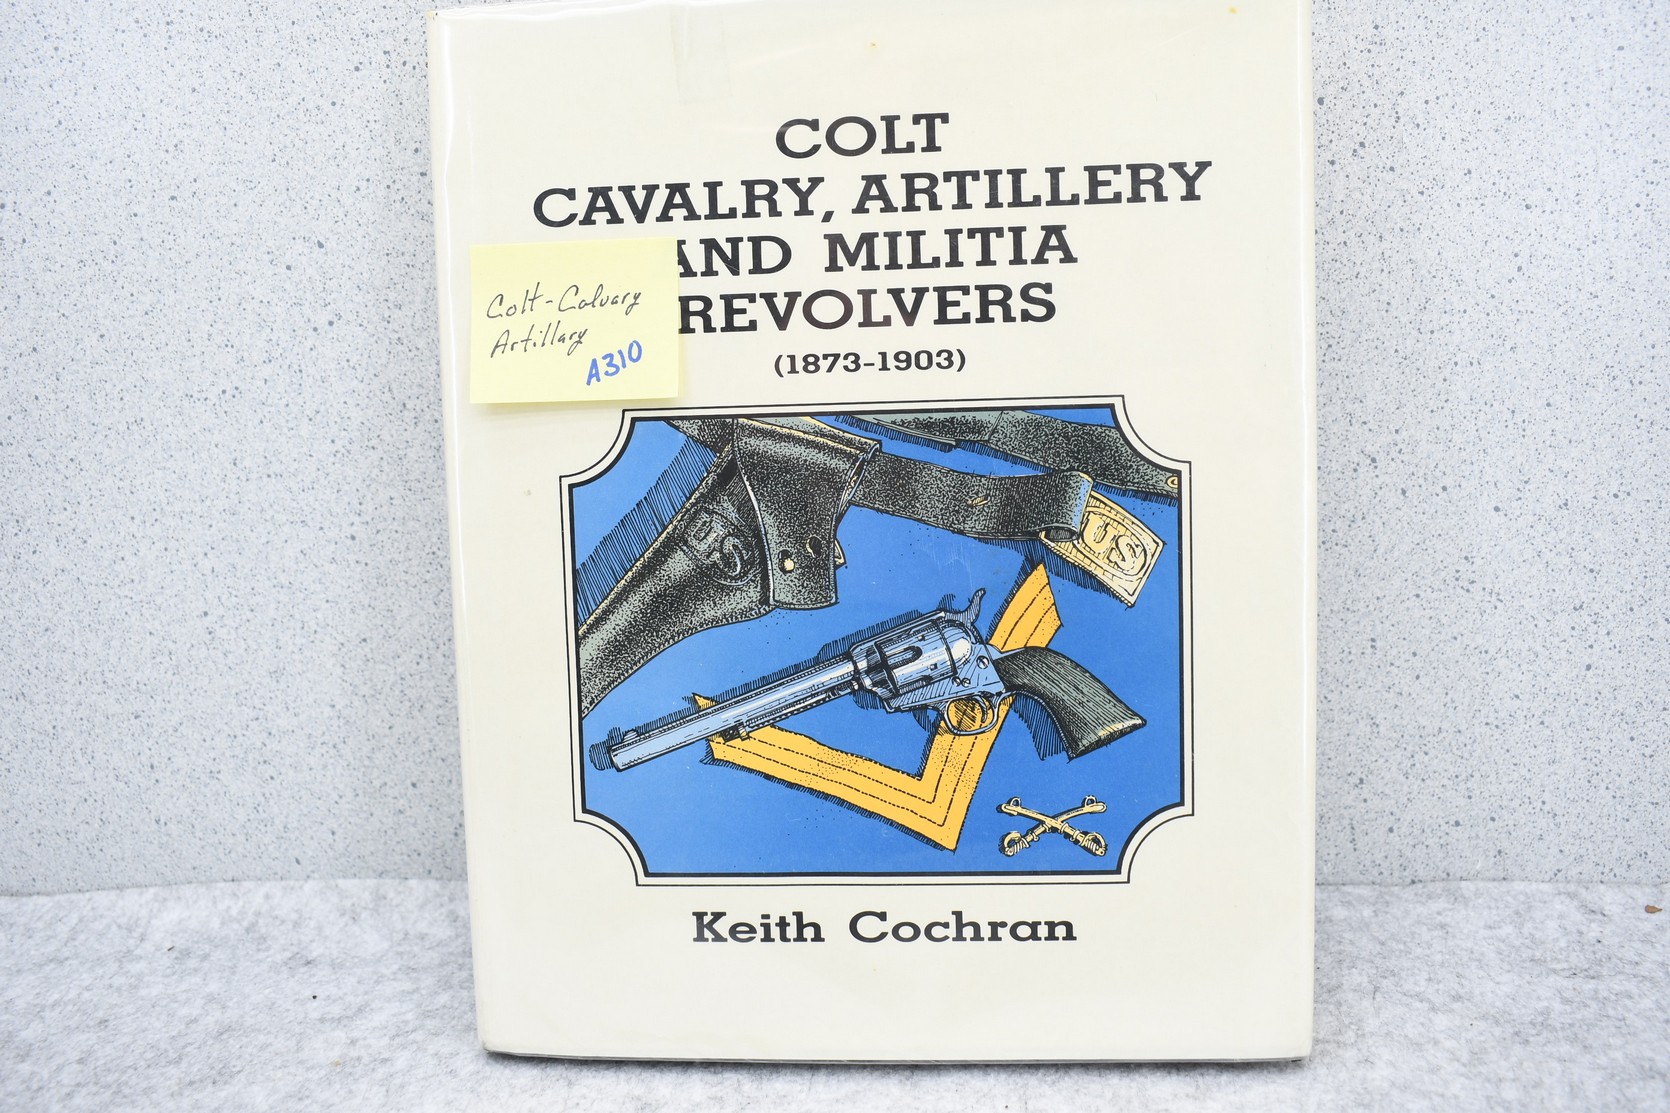 COLT
CAVALRY, ARTILLERY
AND MILITIA
REVOLVERS
(1873-1903)
Colt-Calvary
Artillary
A310
US
US
Keith Cochran